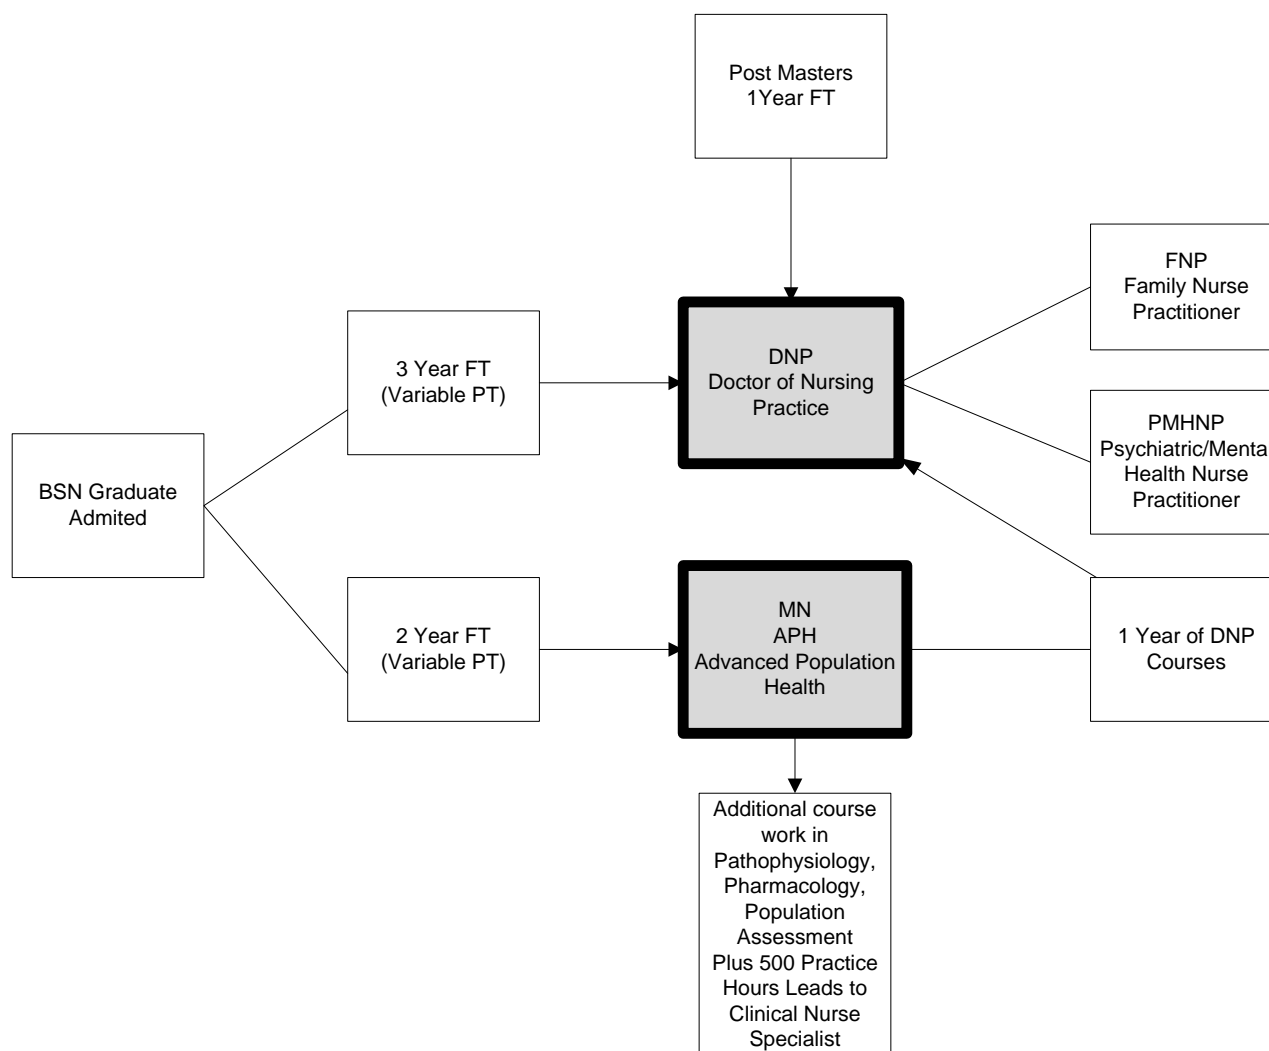 Post Masters
1Year FT
FNP
Family Nurse
Practitioner
3 Year FT
(Variable PT)
DNP
Doctor of Nursing
Practice
PMHNP
Psychiatric/Menta
Health Nurse
Practitioner
BSN Graduate
Admited
2 Year FT
(Variable PT)
MN
APH
Advanced Population
Health
1 Year of DNP
Courses
Additional course
work in
Pathophysiology,
Pharmacology,
Population
Assessment
Plus 500 Practice
Hours Leads to
Clinical Nurse
Specialist